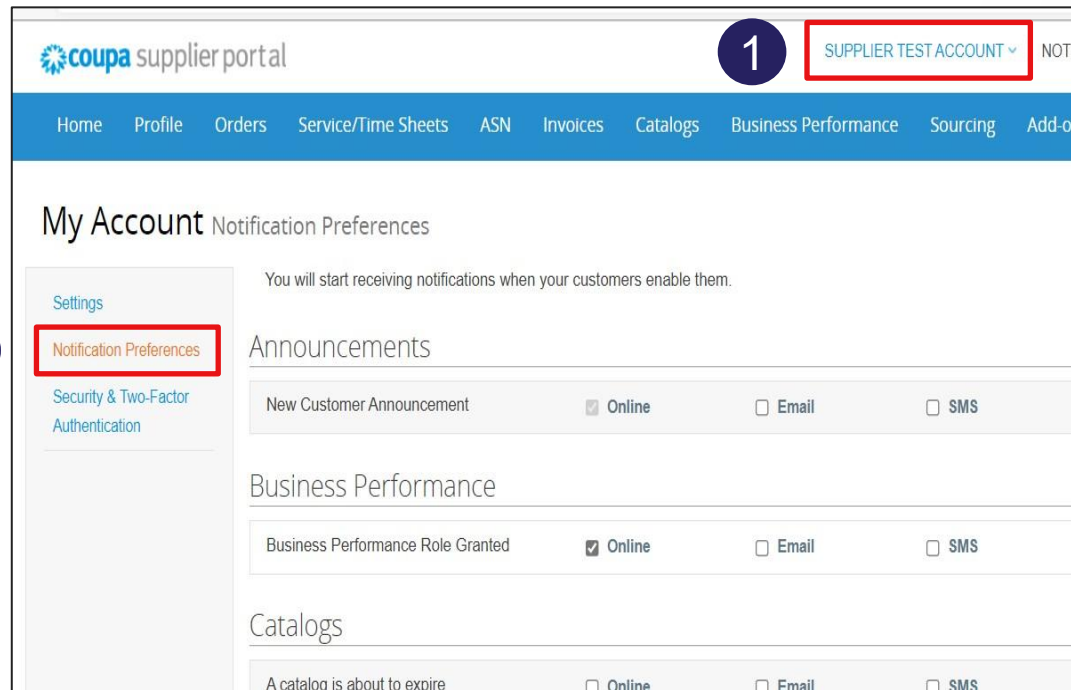 coupa supplier portal
1
SUPPLIER TEST ACCOUNT
NOT
Home Profile Orders Service/Time Sheets ASN Invoices Catalogs Business Performance Sourcing Add-o
My Account Notification Preferences
You will start receiving notifications when your customers enable them.
Settings
Notification Preferences
Security & Two-Factor
Authentication
Announcements
New Customer Announcement Online Email SMS
Business Performance
Business Performance Role Granted Online Email SMS
Catalogs
A catalog is about to expire Online Email SMS